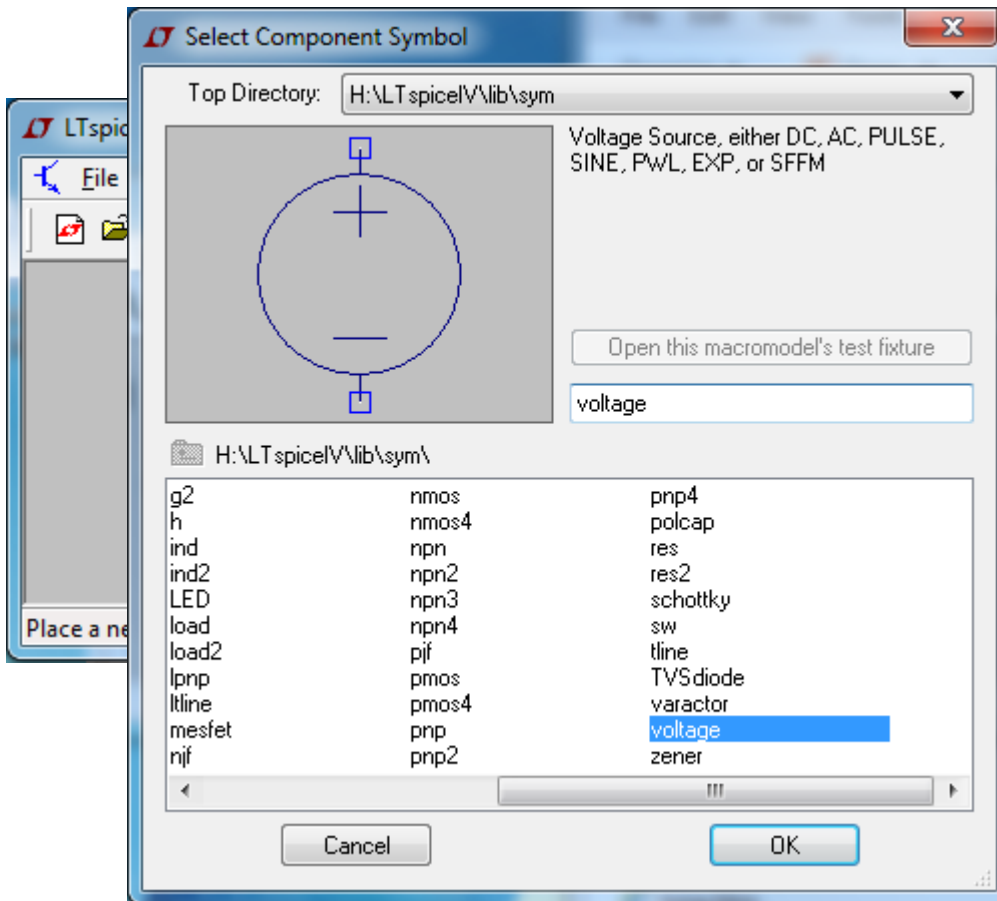 Select Component Symbol
Top Directory:
H:\LTspiceIV\lib\sym
LTspic
File
Voltage Source, either DC, AC, PULSE,
SINE, PWL, EXP, or SFFM
Open this macromodel's test fixture
voltage
H:\LTspiceIV\lib\sym\
g2 nmos pnp4
h nmos4 polcap
ind npn res
ind2 npn2 res2
LED npn3 schottky
load npn4 sw
load2 pjf tline
lpnp pmos TVSdiode
ltline pmos4 varactor
mesfet pnp voltage
njf pnp2 zener
Place a ne
Cancel
OK